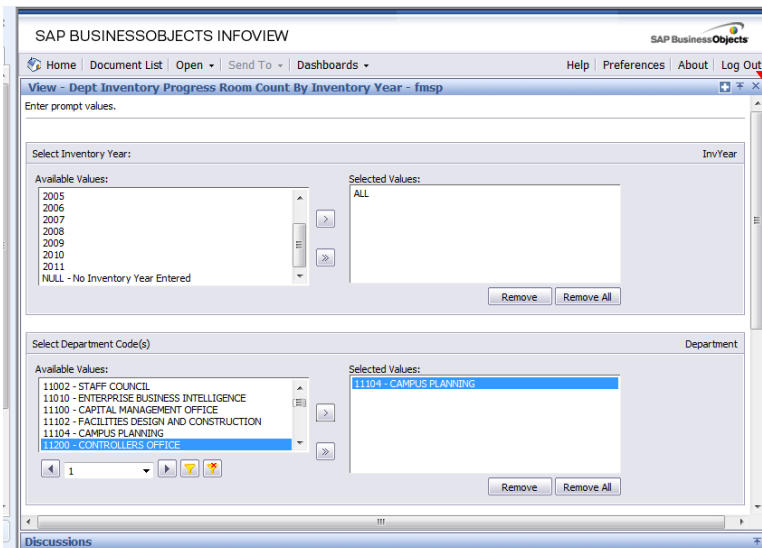 SAP BUSINESSOBJECTS INFOVIEW
SAP BusinessObjects
Home | Document List | Open | Send To | Dashboards
Help | Preferences | About | Log Out
View - Dept Inventory Progress Room Count By Inventory Year - fmsp
Enter prompt values.
Select Inventory Year:
InvYear
Available Values:
2005
2006
2007
2008
2009
2010
2011
NULL - No Inventory Year Entered
>
>>
Selected Values:
ALL
Remove
Remove All
Select Department Code(s)
Department
Available Values:
11002 - STAFF COUNCIL
11010 - ENTERPRISE BUSINESS INTELLIGENCE
11100 - CAPITAL MANAGEMENT OFFICE
11102 - FACILITIES DESIGN AND CONSTRUCTION
11104 - CAMPUS PLANNING
11200 - CONTROLLERS OFFICE
1
>
>>
Selected Values:
11104 - CAMPUS PLANNING
Remove
Remove All
Discussions